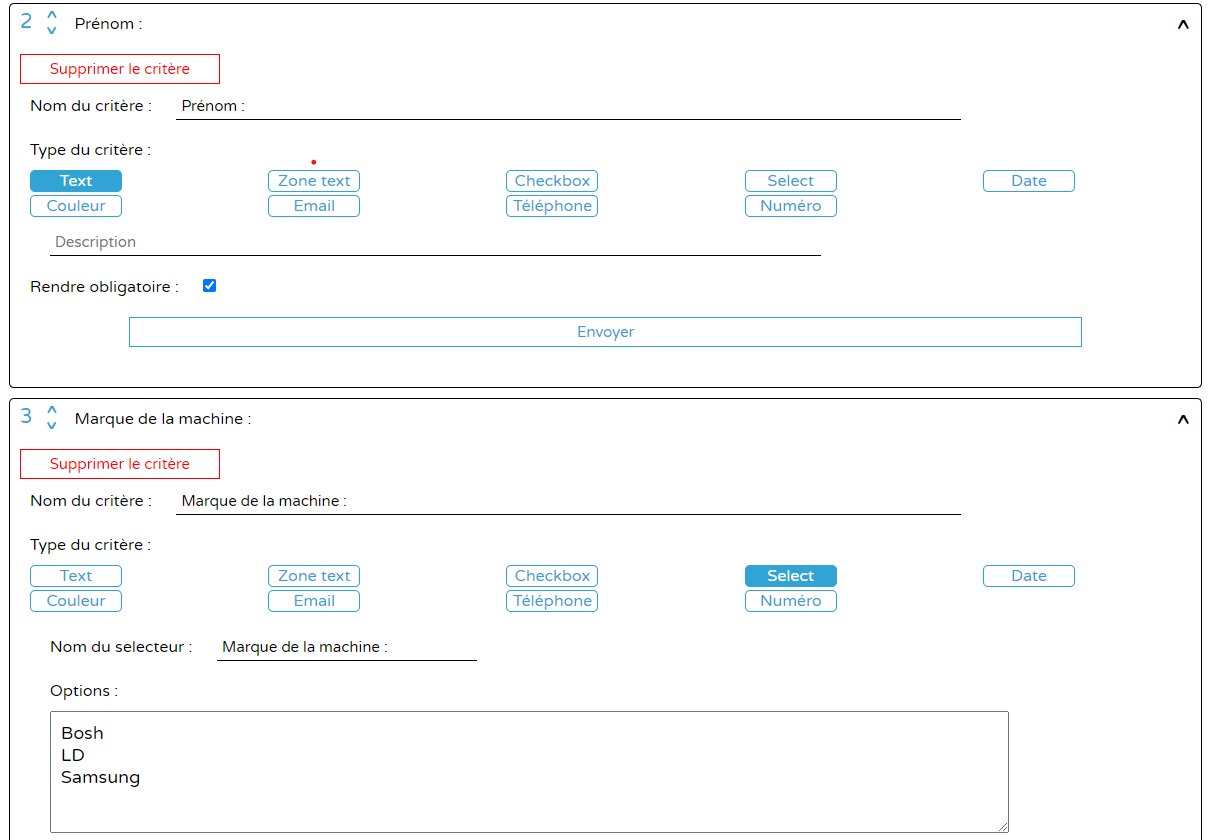 2 Prénom :
Supprimer le critère
Nom du critère : Prénom :
Type du critère :
Text Zone text Checkbox Select Date
Couleur Email Téléphone Numéro
Description
Rendre obligatoire :
Envoyer
3 Marque de la machine :
Supprimer le critère
Nom du critère : Marque de la machine :
Type du critère :
Text Zone text Checkbox Select Date
Couleur Email Téléphone Numéro
Nom du selecteur : Marque de la machine :
Options :
Bosh
LD
Samsung